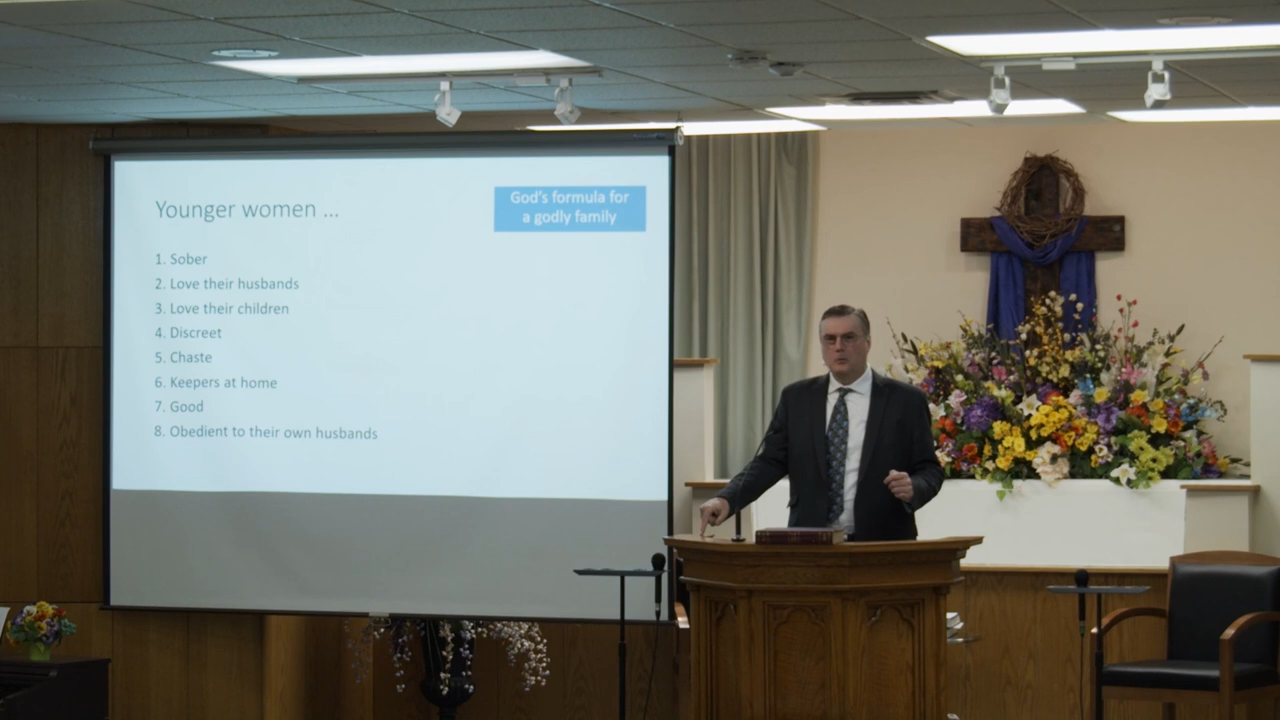 Younger women ...
God's formula for
a godly family
1. Sober
2. Love their husbands
3. Love their children
4. Discreet
5. Chaste
6. Keepers at home
7. Good
8. Obedient to their own husbands